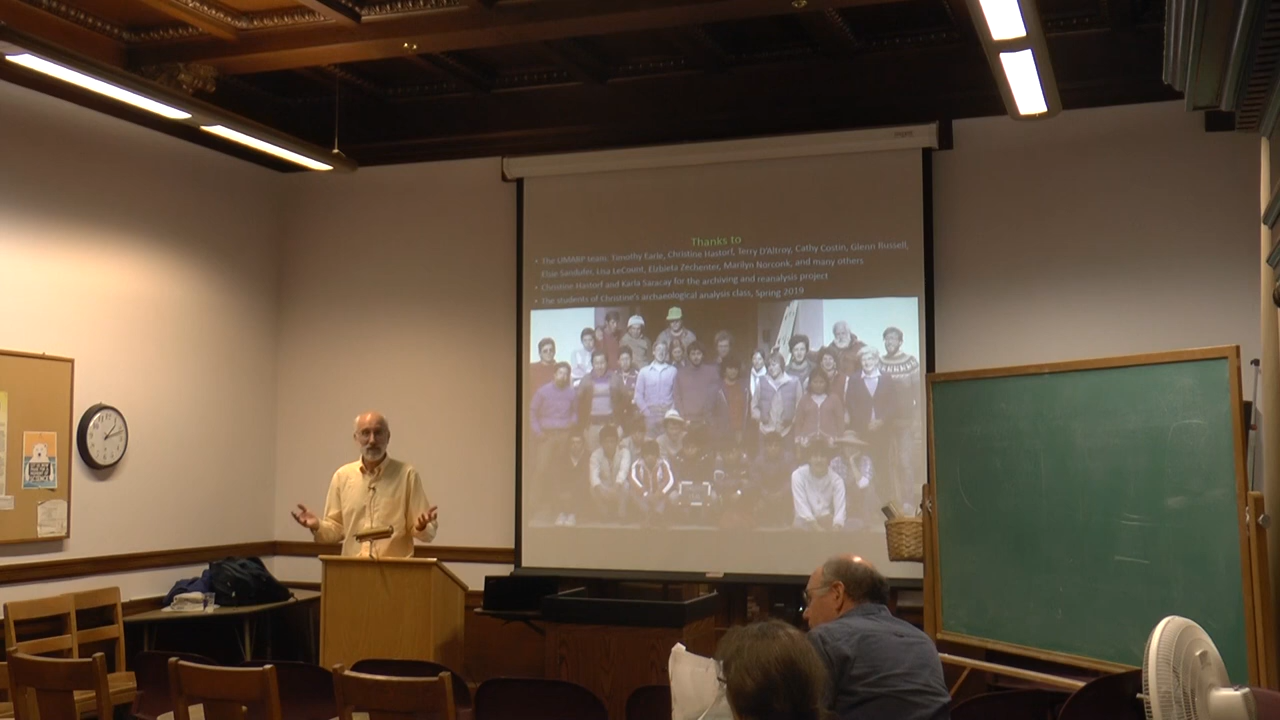 Thanks to
• The UMARP team: Timothy Earle, Christine Hastorf, Terry D'Altroy, Cathy Costin, Glenn Russell,
Elsie Sandefur, Lisa LeCount, Elzbieta Zechenter, Marilyn Norconk, and many others
• Christine Hastorf and Karla Saracay for the archiving and reanalysis project
• The students of Christine's archaeological analysis class, Spring 2019